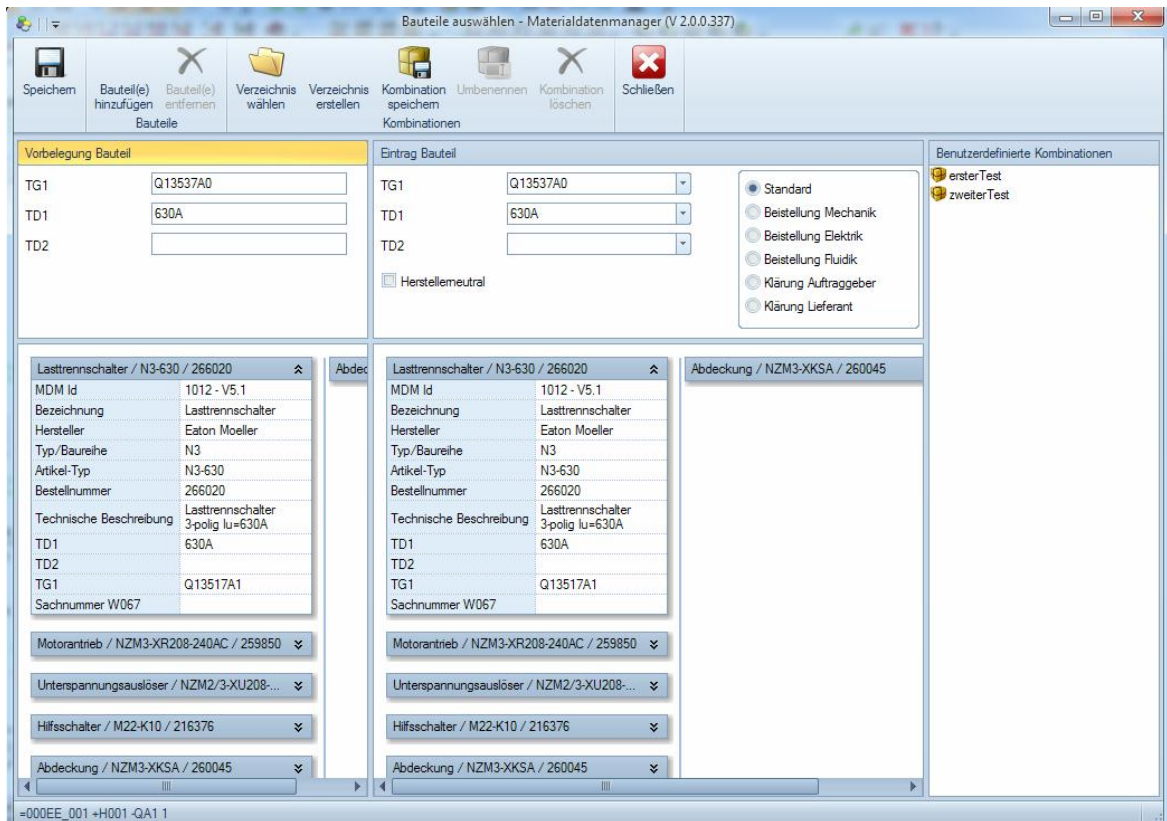 Bauteile auswählen - Materialdatenmanager (V 2.0.0.337)
Speichern
Bauteil(e) hinzufügen
Bauteil(e) entfernen
Verzeichnis wählen
Verzeichnis erstellen
Kombination speichern
Umbenennen
Kombination löschen
Schließen
Bauteile
Kombinationen
Vorbelegung Bauteil
TG1 Q13537A0
TD1 630A
TD2
Eintrag Bauteil
TG1 Q13537A0
TD1 630A
TD2
Herstellerneutral
Standard
Beistellung Mechanik
Beistellung Elektrik
Beistellung Fluidik
Klärung Auftraggeber
Klärung Lieferant
Benutzerdefinierte Kombinationen
ersterTest
zweiterTest
Lasttrennschalter / N3-630 / 266020
MDM Id 1012 - V5.1
Bezeichnung Lasttrennschalter
Hersteller Eaton Moeller
Typ/Baureihe N3
Artikel-Typ N3-630
Bestellnummer 266020
Technische Beschreibung Lasttrennschalter
3-polig Iu=630A
TD1 630A
TD2
TG1 Q13517A1
Sachnummer W067
Motorantrieb / NZM3-XR208-240AC / 259850
Unterspannungsauslöser / NZM2/3-XU208-...
Hilfsschalter / M22-K10 / 216376
Abdeckung / NZM3-XKSA / 260045
Abdec
Lasttrennschalter / N3-630 / 266020
MDM Id 1012 - V5.1
Bezeichnung Lasttrennschalter
Hersteller Eaton Moeller
Typ/Baureihe N3
Artikel-Typ N3-630
Bestellnummer 266020
Technische Beschreibung Lasttrennschalter
3-polig Iu=630A
TD1 630A
TD2
TG1 Q13517A1
Sachnummer W067
Motorantrieb / NZM3-XR208-240AC / 259850
Unterspannungsauslöser / NZM2/3-XU208-...
Hilfsschalter / M22-K10 / 216376
Abdeckung / NZM3-XKSA / 260045
Abdeckung / NZM3-XKSA / 260045
=000EE_001 +H001 -QA1 1